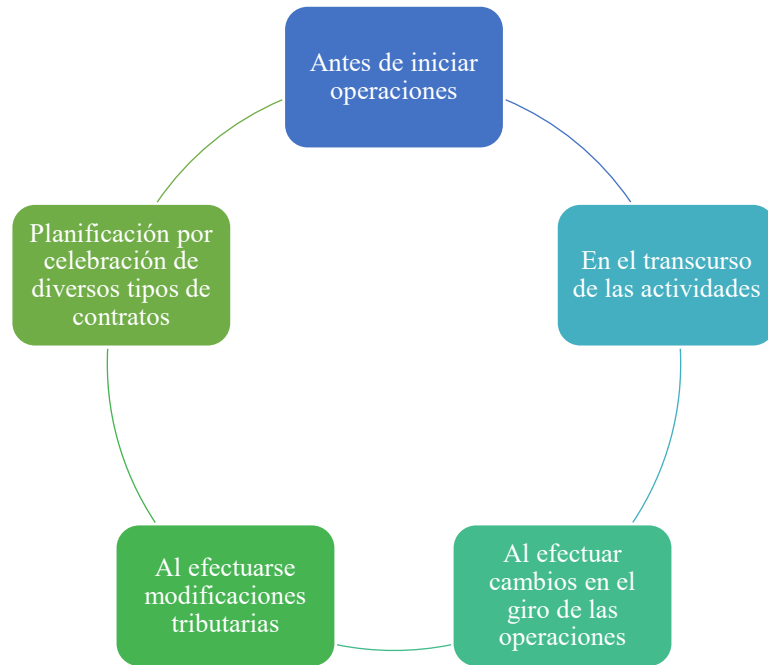 Antes de iniciar
operaciones
En el transcurso
de las actividades
Al efectuar
cambios en el
giro de las
operaciones
Al efectuarse
modificaciones
tributarias
Planificación por
celebración de
diversos tipos de
contratos